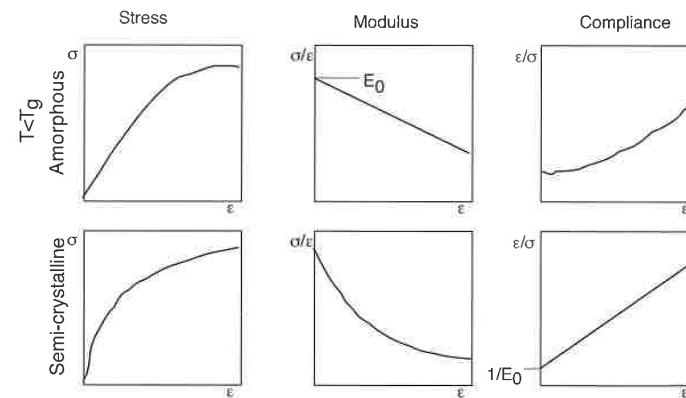 Stress
Modulus
Compliance
T<Tg
Amorphous
σ
ε
σ/ε
E0
ε
ε/σ
ε
Semi-crystalline
σ
ε
σ/ε
ε
ε/σ
1/E0
ε